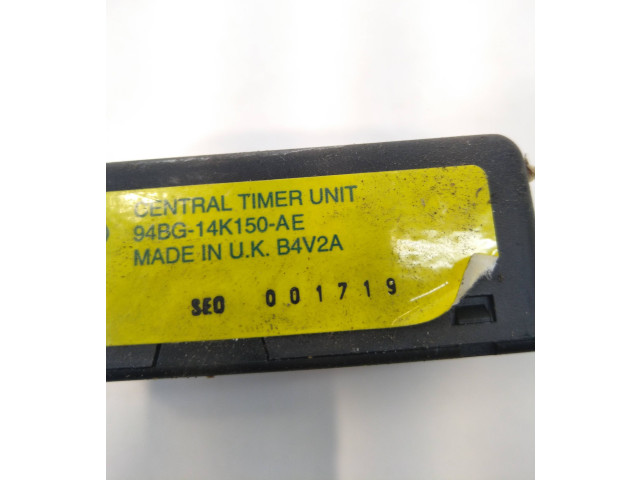 CENTRAL TIMER UNIT
94BG-14K150-AE
MADE IN U.K. B4V2A
SEO 001719